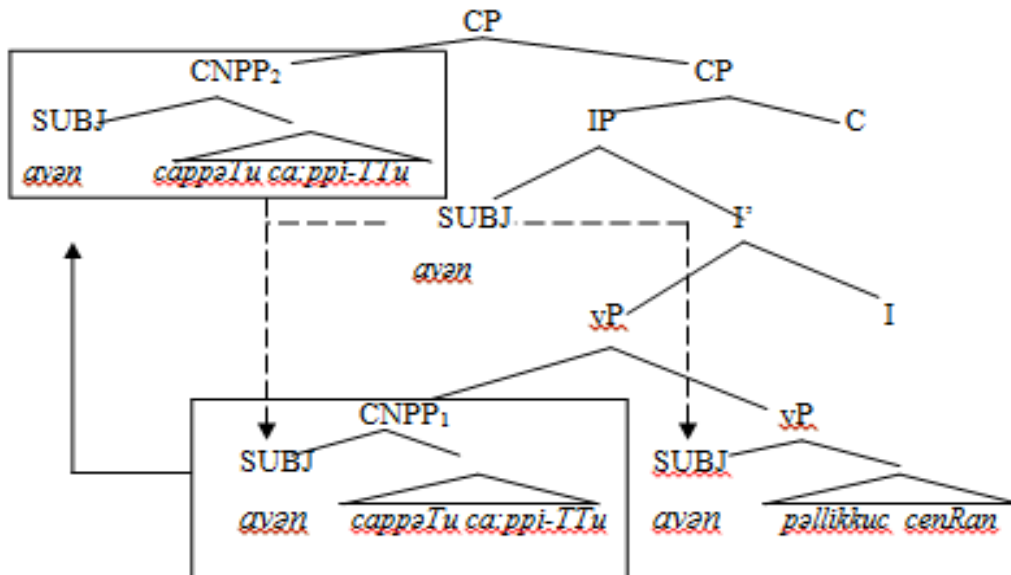 CP
CNPP₂ CP
SUBJ IP C
avən cappəTu ca:ppi-TTu
SUBJ I'
avən
vP I
CNPP₁ vP
SUBJ SUBJ
avən cappəTu ca:ppi-TTu avən pəllikkuc cenRan